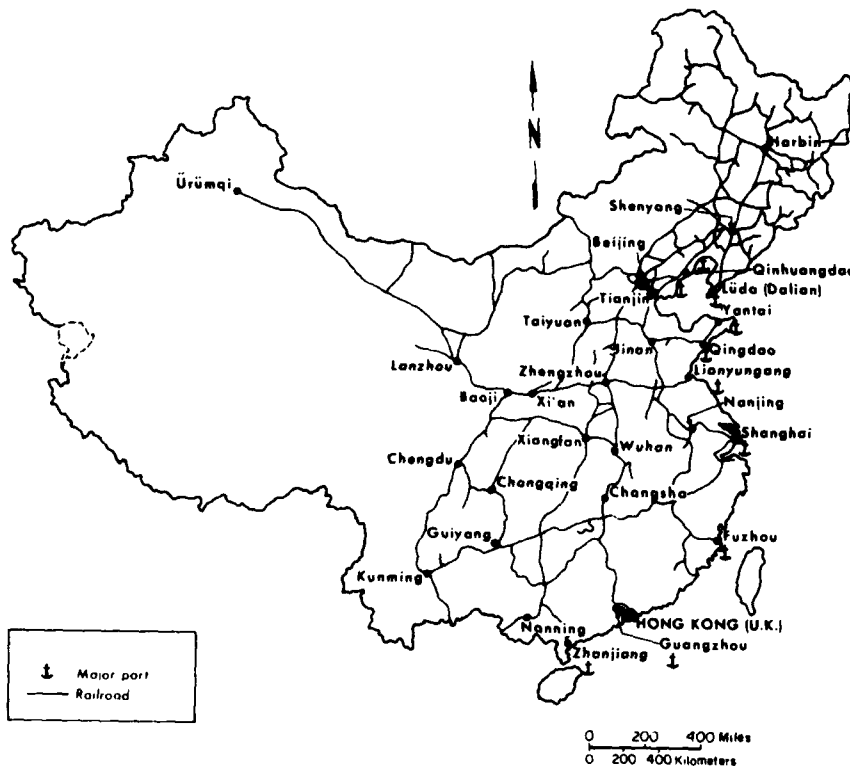 N
Harbin
Ürümqi
Shenyang
Beijing
Qinhuangdao
Tianjin
Lüda (Dalian)
Yantai
Taiyuan
Jinan
Qingdao
Lanzhou
Zhengzhou
Lianyungang
Baoji
Xi'an
Nanjing
Xiangfan
Wuhan
Shanghai
Chengdu
Chongqing
Changsha
Guiyang
Fuzhou
Kunming
Nanning
HONG KONG (U.K.)
Guangzhou
Zhanjiang
Major port
Railroad
0 200 400 Miles
0 200 400 Kilometers